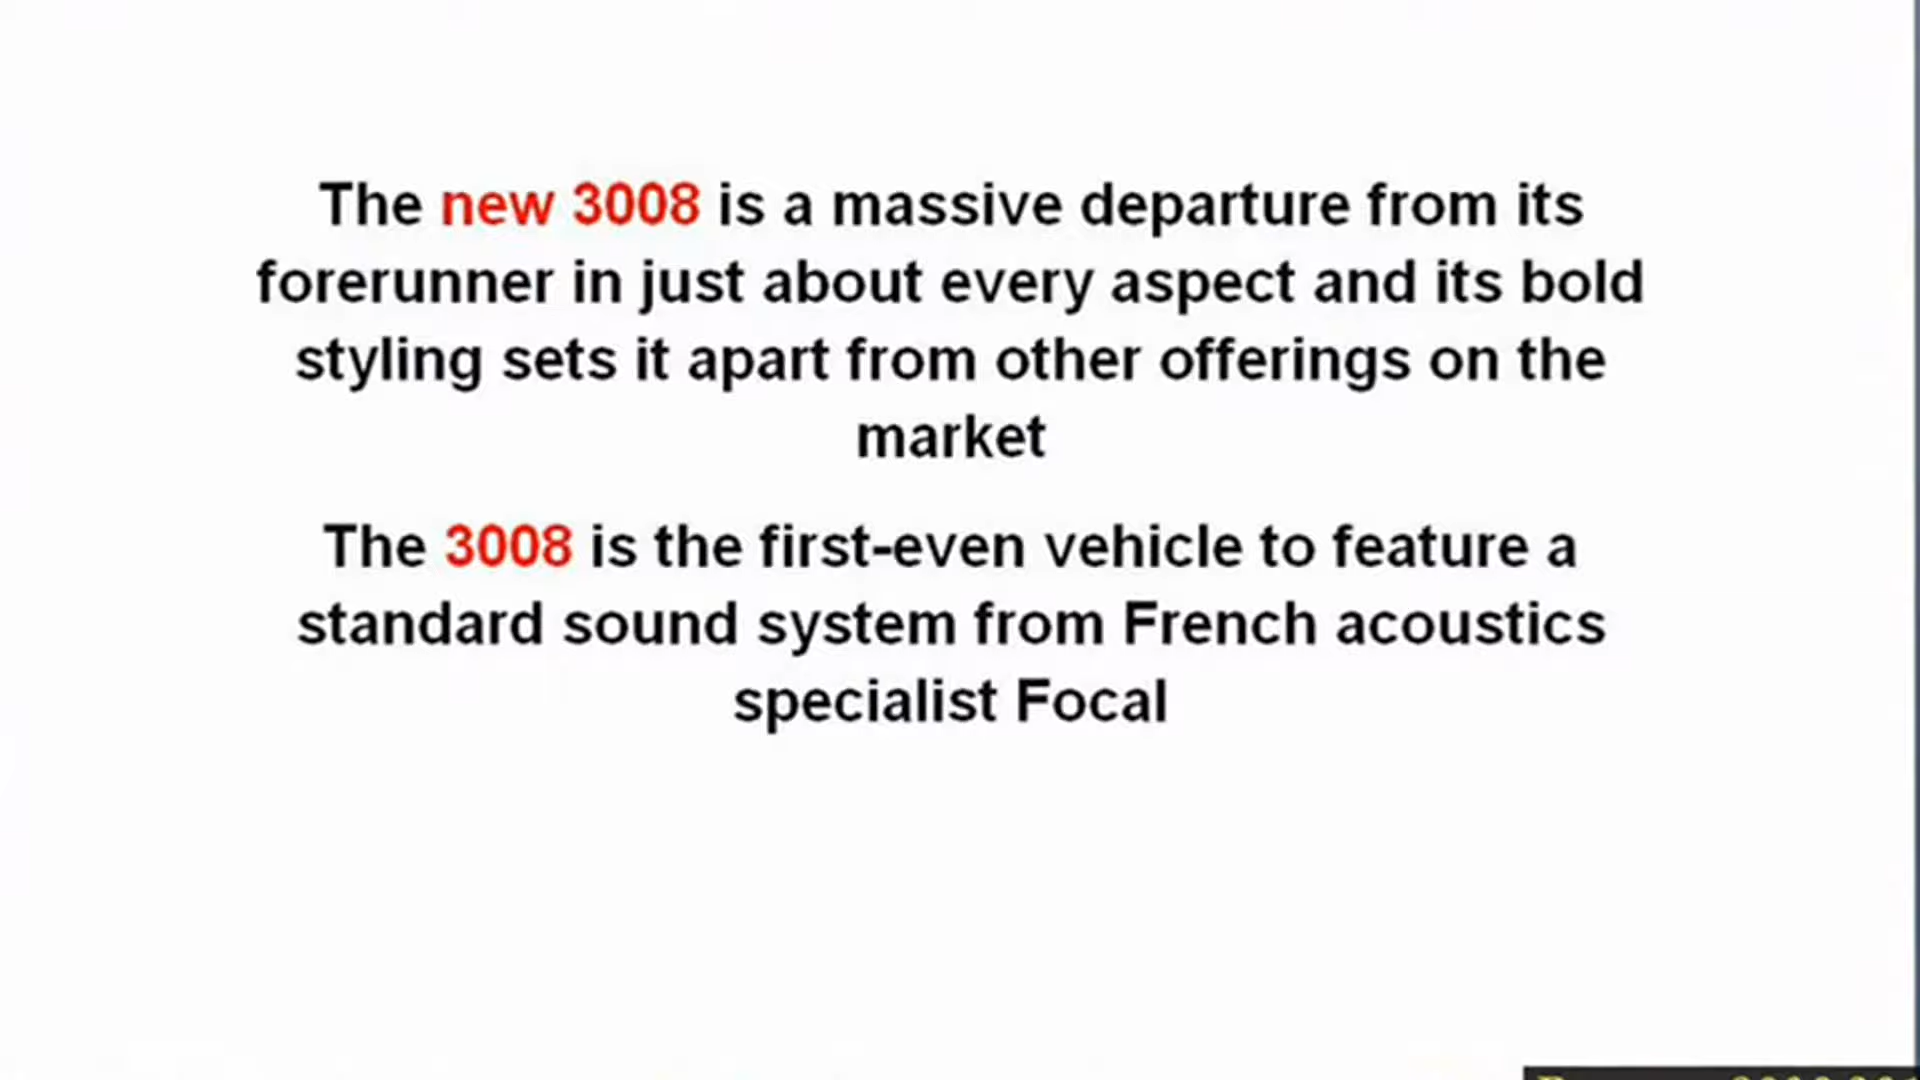 The new 3008 is a massive departure from its
forerunner in just about every aspect and its bold
styling sets it apart from other offerings on the
market
The 3008 is the first-even vehicle to feature a
standard sound system from French acoustics
specialist Focal